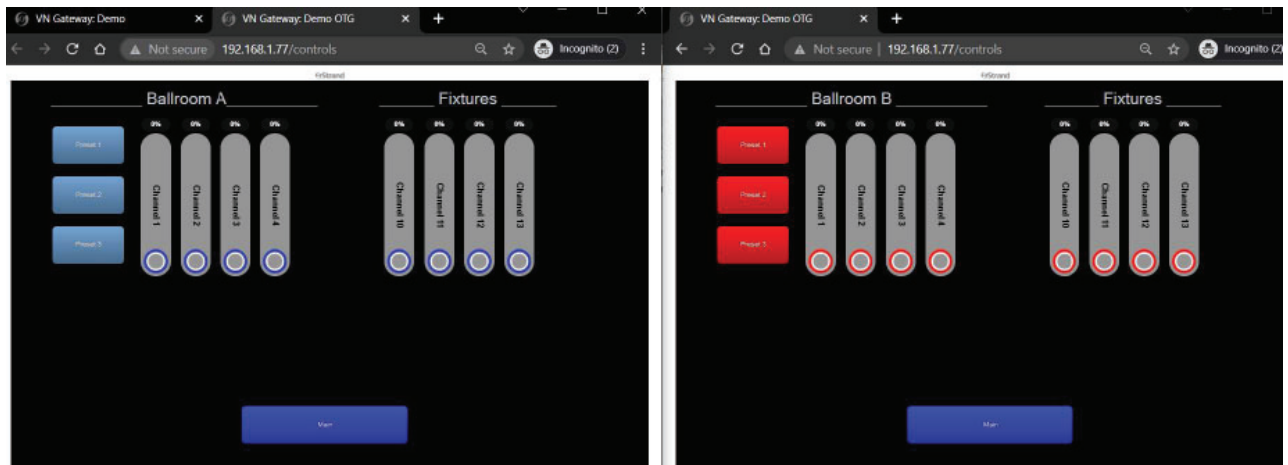 VN Gateway: Demo
VN Gateway: Demo OTG
Not secure 192.168.1.77/controls
Incognito (2)
Strand
Ballroom A
Fixtures
0% 0% 0% 0% 0% 0% 0% 0%
Preset 1
Preset 2
Preset 3
Channel 1
Channel 2
Channel 3
Channel 4
Channel 10
Channel 11
Channel 12
Channel 13
Main
VN Gateway: Demo OTG
Not secure | 192.168.1.77/controls
Incognito (2)
Strand
Ballroom B
Fixtures
0% 0% 0% 0% 0% 0% 0% 0%
Preset 1
Preset 2
Preset 3
Channel 1
Channel 2
Channel 3
Channel 4
Channel 10
Channel 11
Channel 12
Channel 13
Main